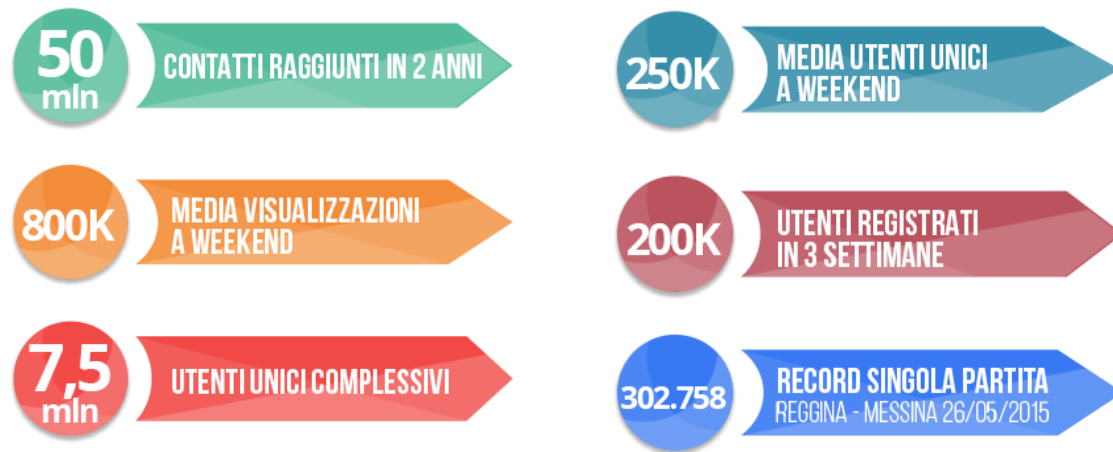 50
mln
CONTATTI RAGGIUNTI IN 2 ANNI
800K
MEDIA VISUALIZZAZIONI
A WEEKEND
7,5
mln
UTENTI UNICI COMPLESSIVI
250K
MEDIA UTENTI UNICI
A WEEKEND
200K
UTENTI REGISTRATI
IN 3 SETTIMANE
302.758
RECORD SINGOLA PARTITA
REGGINA - MESSINA 26/05/2015